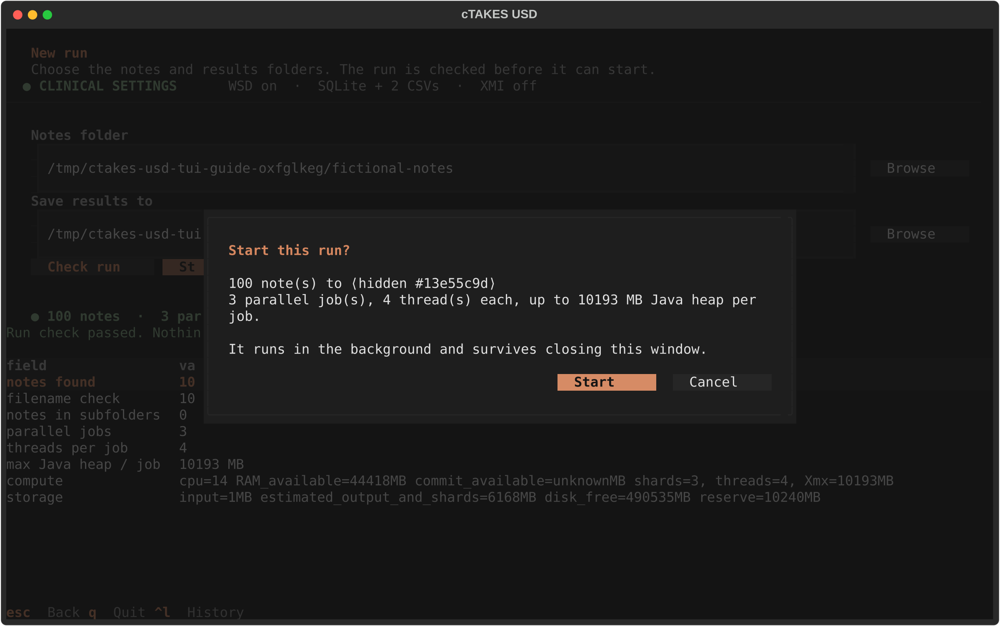 cTAKES USD
New run
Choose the notes and results folders. The run is checked before it can start.
● CLINICAL SETTINGS WSD on · SQLite + 2 CSVs · XMI off
Notes folder
/tmp/ctakes-usd-tui-guide-oxfglkeg/fictional-notes Browse
Save results to
/tmp/ctakes-usd-tui Browse
Check run St
● 100 notes · 3 par
Run check passed. Nothin
Start this run?
100 note(s) to ⟨hidden #13e55c9d⟩
3 parallel job(s), 4 thread(s) each, up to 10193 MB Java heap per
job.
It runs in the background and survives closing this window.
Start Cancel
field va
notes found 10
filename check 10
notes in subfolders 0
parallel jobs 3
threads per job 4
max Java heap / job 10193 MB
compute cpu=14 RAM_available=44418MB commit_available=unknownMB shards=3, threads=4, Xmx=10193MB
storage input=1MB estimated_output_and_shards=6168MB disk_free=490535MB reserve=10240MB
esc Back q Quit ^l History